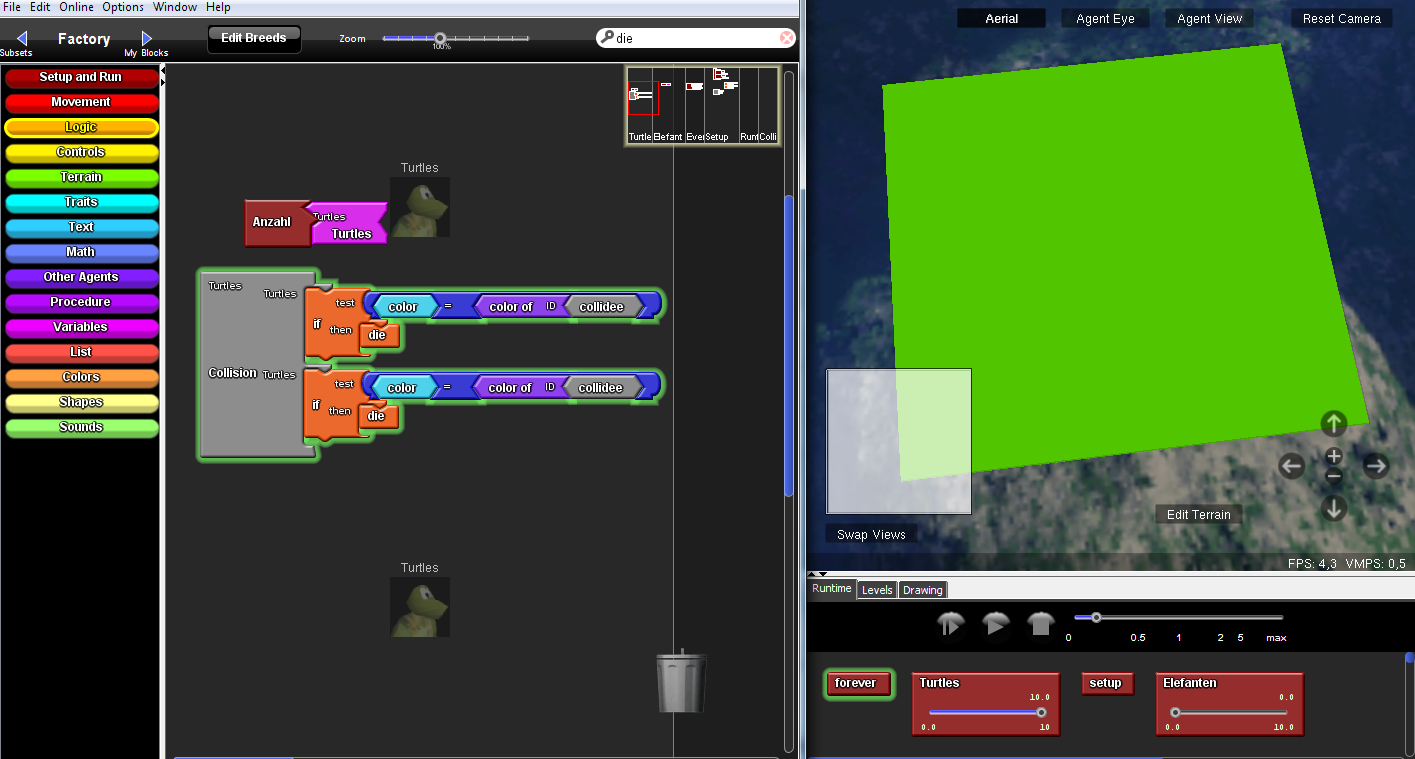 File Edit Online Options Window Help
Subsets
Factory
My Blocks
Edit Breeds
Zoom
100%
die
Setup and Run
Movement
Logic
Controls
Terrain
Traits
Text
Math
Other Agents
Procedure
Variables
List
Colors
Shapes
Sounds
Turtle Elefant Ever Setup Runt Colli
Turtles
Anzahl
Turtles
Turtles
Turtles
Turtles
Collision
Turtles
if
test
color = color of ID collidee
then
die
if
test
color = color of ID collidee
then
die
Turtles
Aerial
Agent Eye
Agent View
Reset Camera
Edit Terrain
Swap Views
FPS: 4,3 VMPS: 0,5
Runtime
Levels
Drawing
0 0.5 1 2 5 max
forever
Turtles
10.0
0.0 10
setup
Elefanten
0.0
0.0 10.0